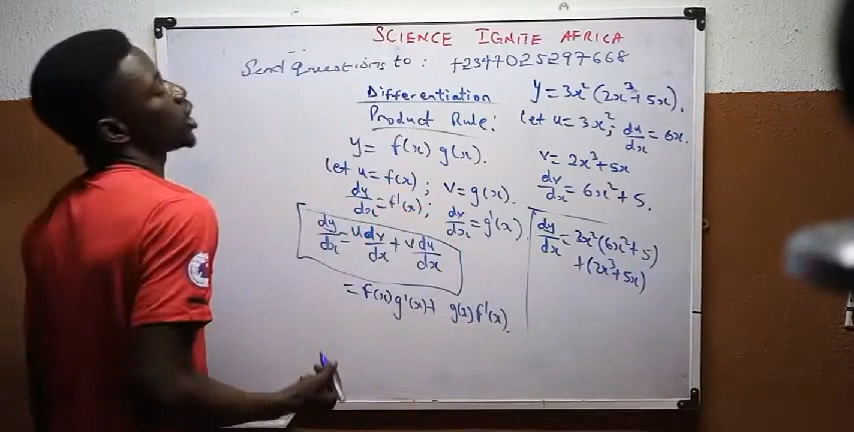 SCIENCE IGNITE AFRICA
Send questions to: +2347025297668
Differentiation
Product Rule:
y = f(x) g(x).
let u = f(x) ; v = g(x).
du/dx = f'(x); dv/dx = g'(x)
dy/dx = u dv/dx + v du/dx
= f(x)g'(x) + g(x)f'(x).
y = 3x²(2x³+5x).
let u = 3x²; du/dx = 6x.
v = 2x³+5x
dv/dx = 6x²+5.
dy/dx = 3x²(6x²+5)
+(2x³+5x)